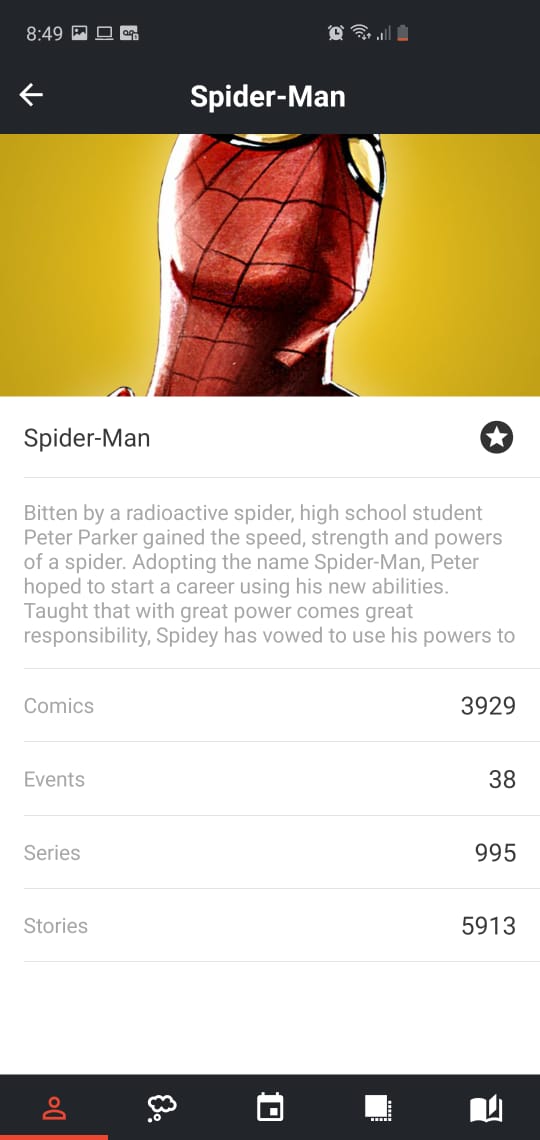 8:49
Spider-Man
Spider-Man
Bitten by a radioactive spider, high school student
Peter Parker gained the speed, strength and powers
of a spider. Adopting the name Spider-Man, Peter
hoped to start a career using his new abilities.
Taught that with great power comes great
responsibility, Spidey has vowed to use his powers to
Comics 3929
Events 38
Series 995
Stories 5913